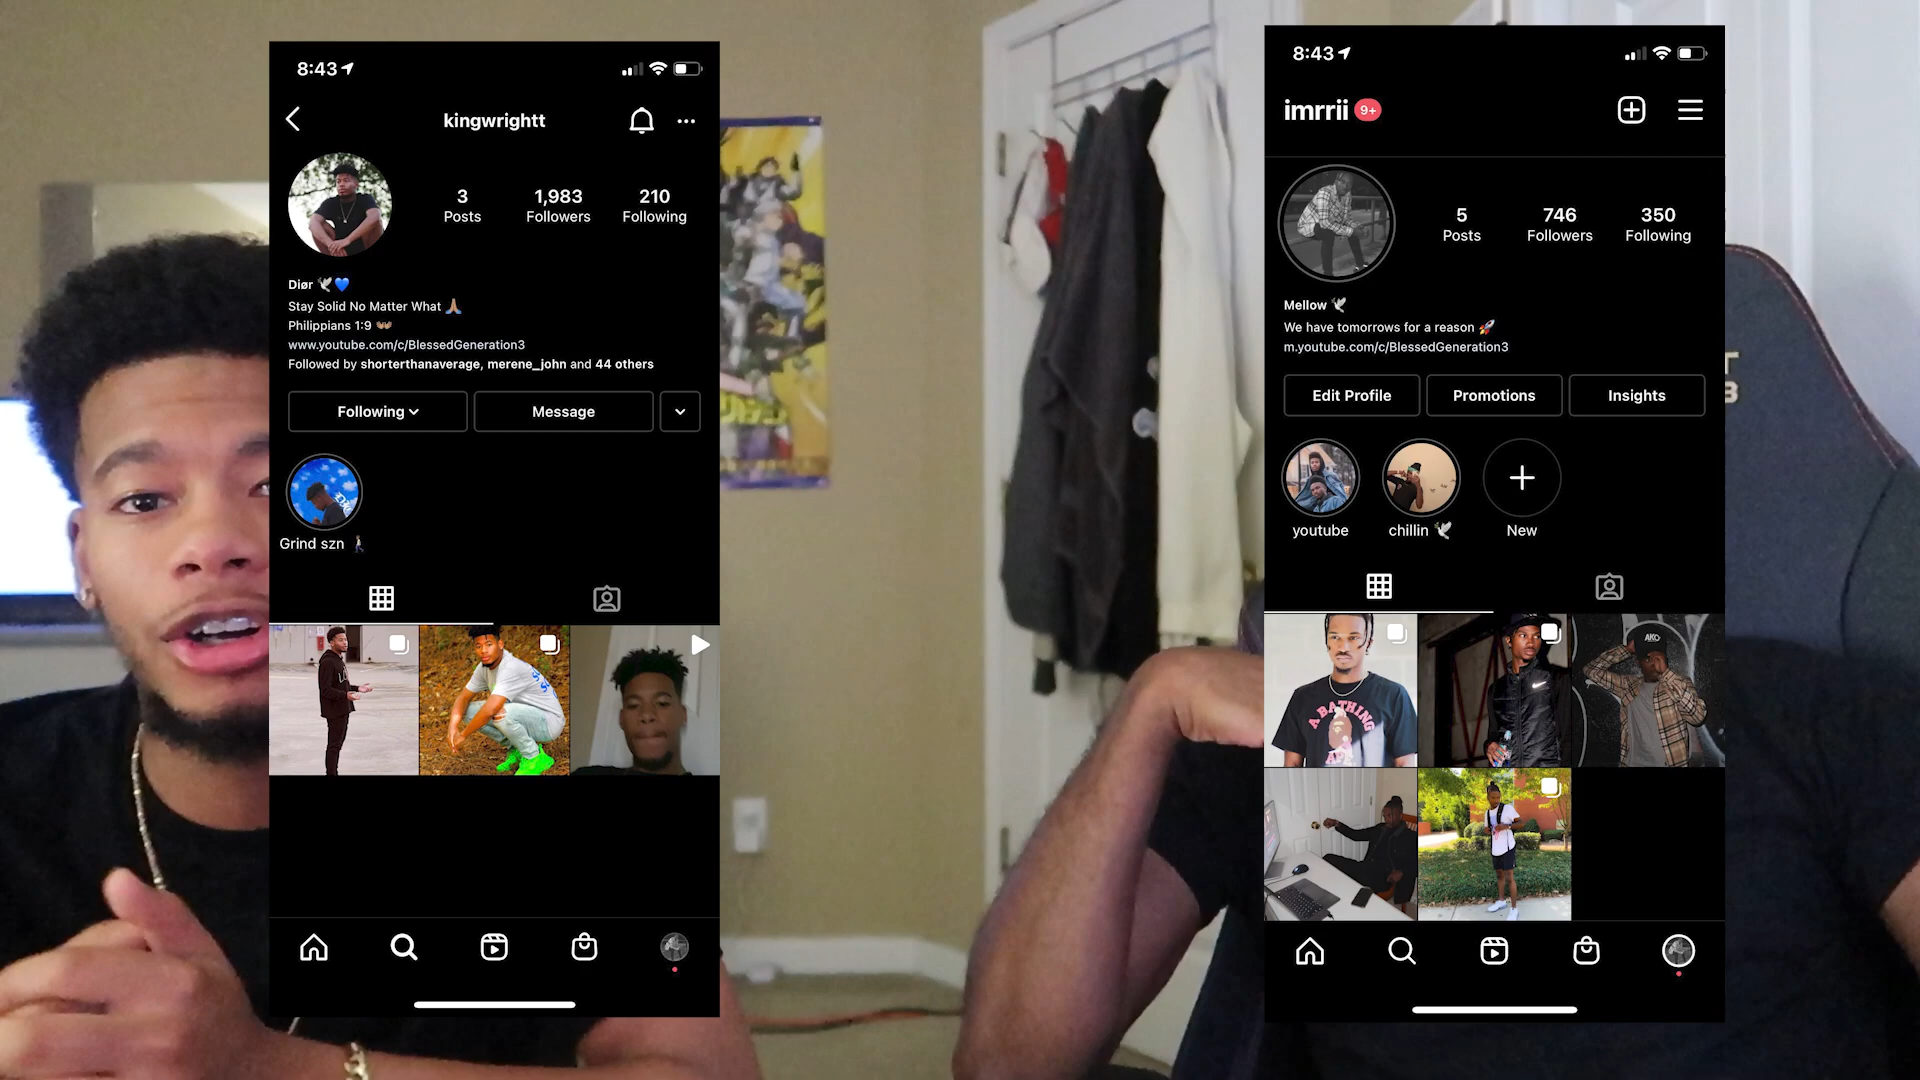 8:43
kingwrightt
3
Posts
1,983
Followers
210
Following
Diør 🕊️💙
Stay Solid No Matter What 🙏🏽
Philippians 1:9 👐🏽
www.youtube.com/c/BlessedGeneration3
Followed by shorterthanaverage, merene_john and 44 others
Following
Message
Grind szn 🚶🏽‍♂️
8:43
imrrii 9+
5
Posts
746
Followers
350
Following
Mellow 🕊️
We have tomorrows for a reason 🚀
m.youtube.com/c/BlessedGeneration3
Edit Profile
Promotions
Insights
youtube
chillin 🕊️
New
A BATHING
AKO